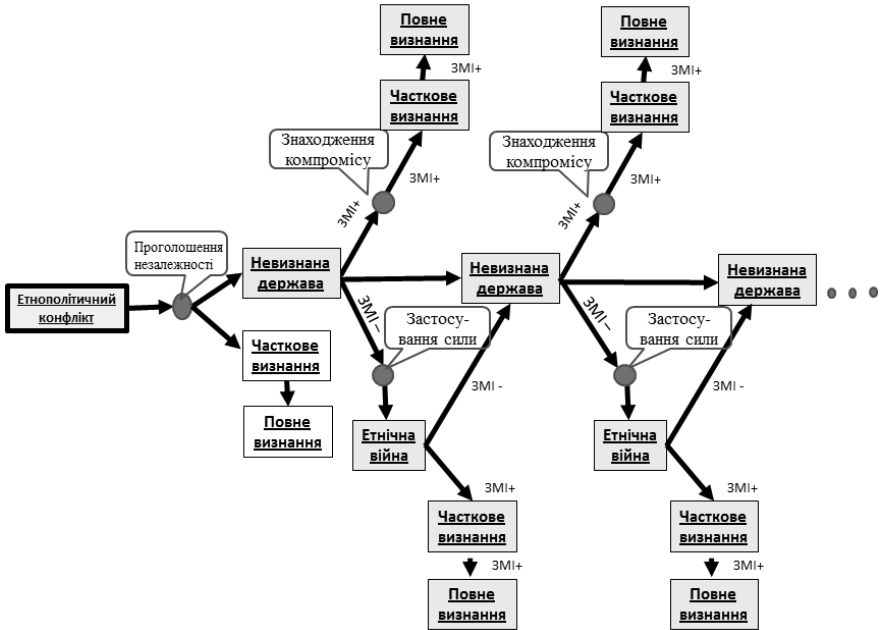 Повне
визнання
ЗМІ+
Часткове
визнання
Знаходження
компромісу
ЗМІ+
ЗМІ+
Повне
визнання
ЗМІ+
Часткове
визнання
Знаходження
компромісу
ЗМІ+
ЗМІ+
Проголошення
незалежності
Етнополітичний
конфлікт
Невизнана
держава
Невизнана
держава
Невизнана
держава
Часткове
визнання
Повне
визнання
ЗМІ–
Застосу-
вання сили
ЗМІ -
Етнічна
війна
ЗМІ+
Часткове
визнання
ЗМІ+
Повне
визнання
ЗМІ–
Застосу-
вання сили
ЗМІ -
Етнічна
війна
ЗМІ+
Часткове
визнання
ЗМІ+
Повне
визнання